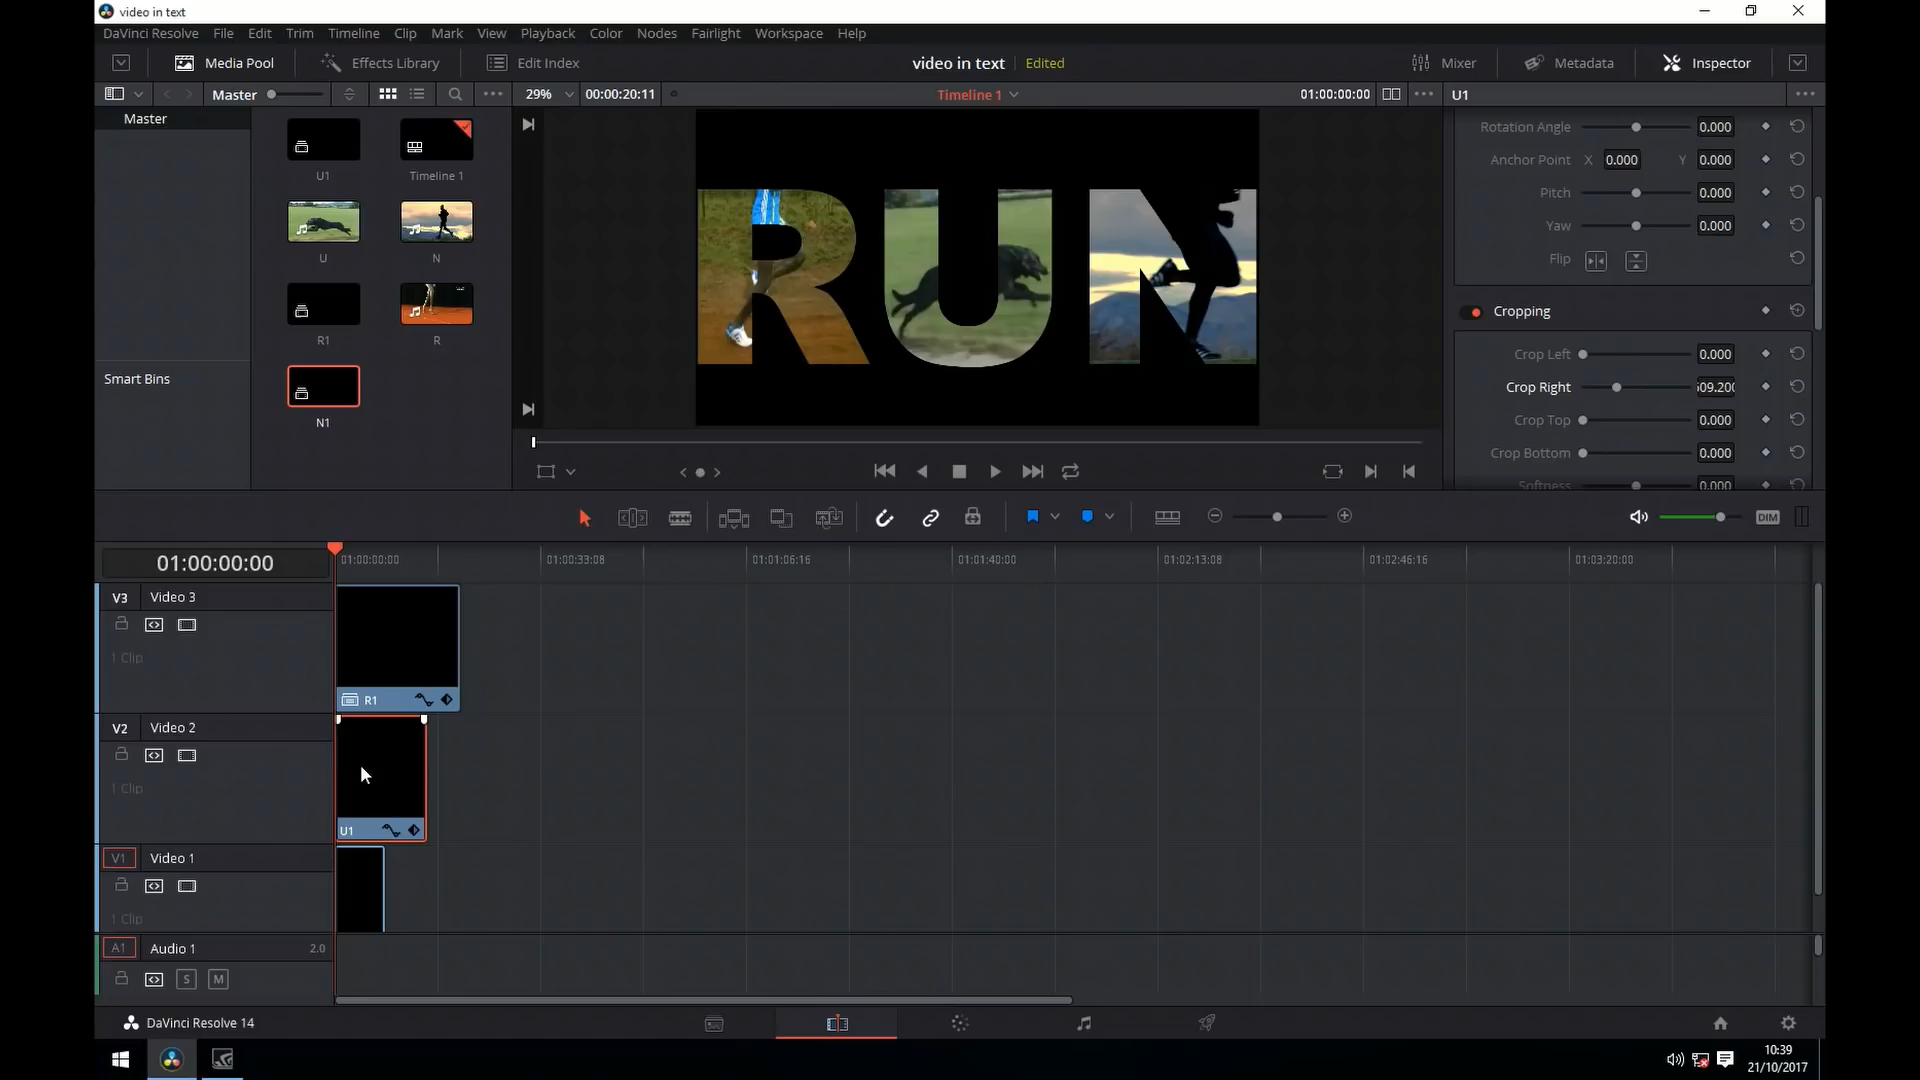 video in text
DaVinci Resolve File Edit Trim Timeline Clip Mark View Playback Color Nodes Fairlight Workspace Help
Media Pool Effects Library Edit Index video in text Edited Mixer Metadata Inspector
Master 29% 00:00:20:11 Timeline 1 01:00:00:00 U1
Master
U1 Timeline 1
U N
R1 R
N1
Smart Bins
RUN
Rotation Angle 0.000
Anchor Point X 0.000 Y 0.000
Pitch 0.000
Yaw 0.000
Flip
Cropping
Crop Left 0.000
Crop Right 509.200
Crop Top 0.000
Crop Bottom 0.000
Softness 0.000
DIM
01:00:00:00 01:00:00:00 01:00:33:08 01:01:06:16 01:01:40:00 01:02:13:08 01:02:46:16 01:03:20:00
V3 Video 3
1 Clip
R1
V2 Video 2
1 Clip
U1
V1 Video 1
1 Clip
A1 Audio 1 2.0
S M
DaVinci Resolve 14
10:39
21/10/2017